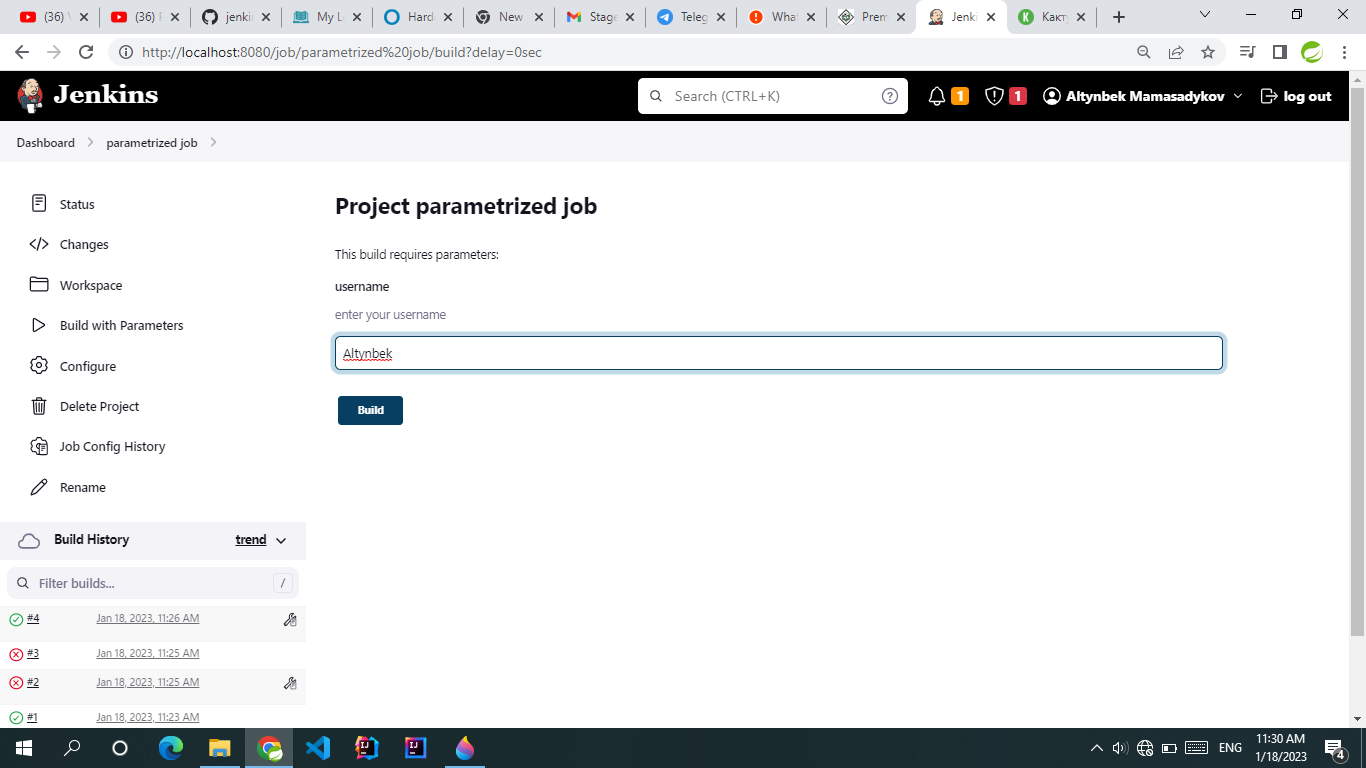 (36) V
(36) F
jenki
My L
Hard
New
Stage
Teleg
What
Prem
Jenki
Какт
http://localhost:8080/job/parametrized%20job/build?delay=0sec
Jenkins
Search (CTRL+K)
1
1
Altynbek Mamasadykov
log out
Dashboard
parametrized job
Status
Changes
Workspace
Build with Parameters
Configure
Delete Project
Job Config History
Rename
Project parametrized job
This build requires parameters:
username
enter your username
Altynbek
Build
Build History
trend
Filter builds...
/
#4 Jan 18, 2023, 11:26 AM
#3 Jan 18, 2023, 11:25 AM
#2 Jan 18, 2023, 11:25 AM
#1 Jan 18, 2023, 11:23 AM
ENG
11:30 AM
1/18/2023
4